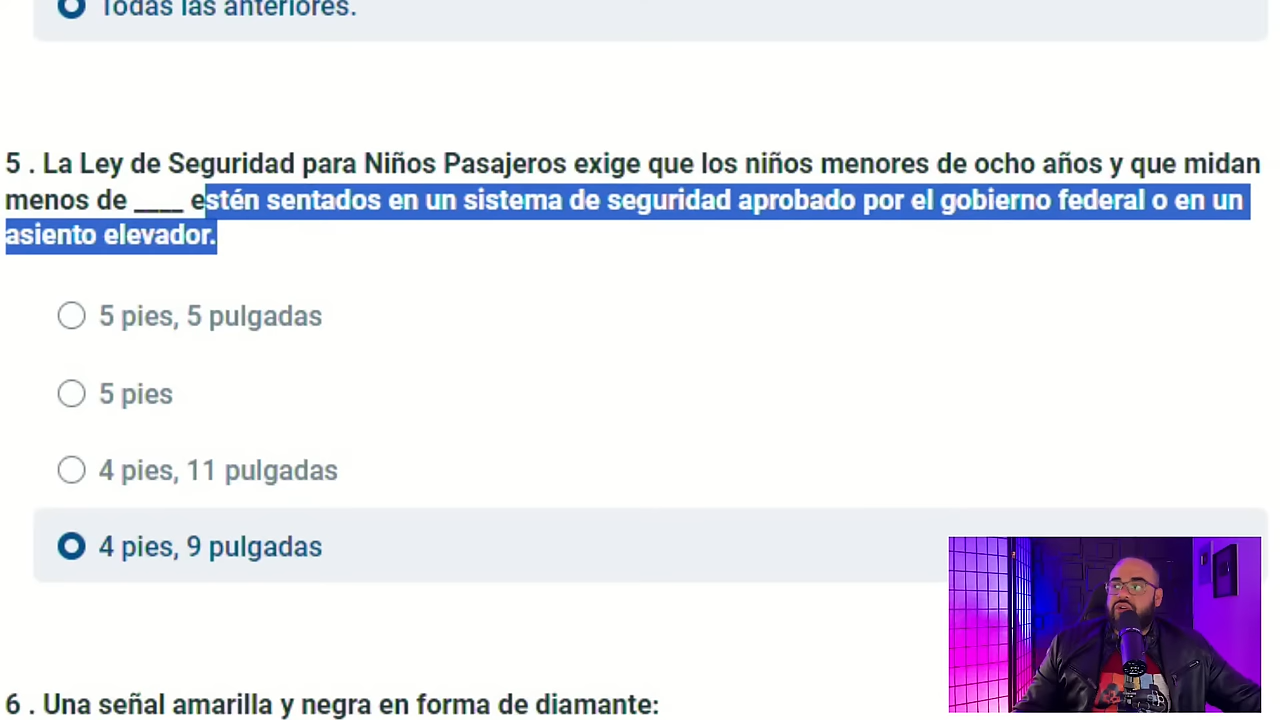 Todas las anteriores.
5 . La Ley de Seguridad para Niños Pasajeros exige que los niños menores de ocho años y que midan
menos de ____ estén sentados en un sistema de seguridad aprobado por el gobierno federal o en un
asiento elevador.
5 pies, 5 pulgadas
5 pies
4 pies, 11 pulgadas
4 pies, 9 pulgadas
6 . Una señal amarilla y negra en forma de diamante: